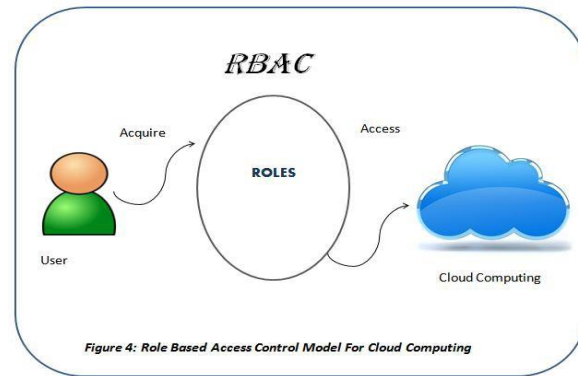 RBAC
Acquire
Access
ROLES
User
Cloud Computing
Figure 4: Role Based Access Control Model For Cloud Computing